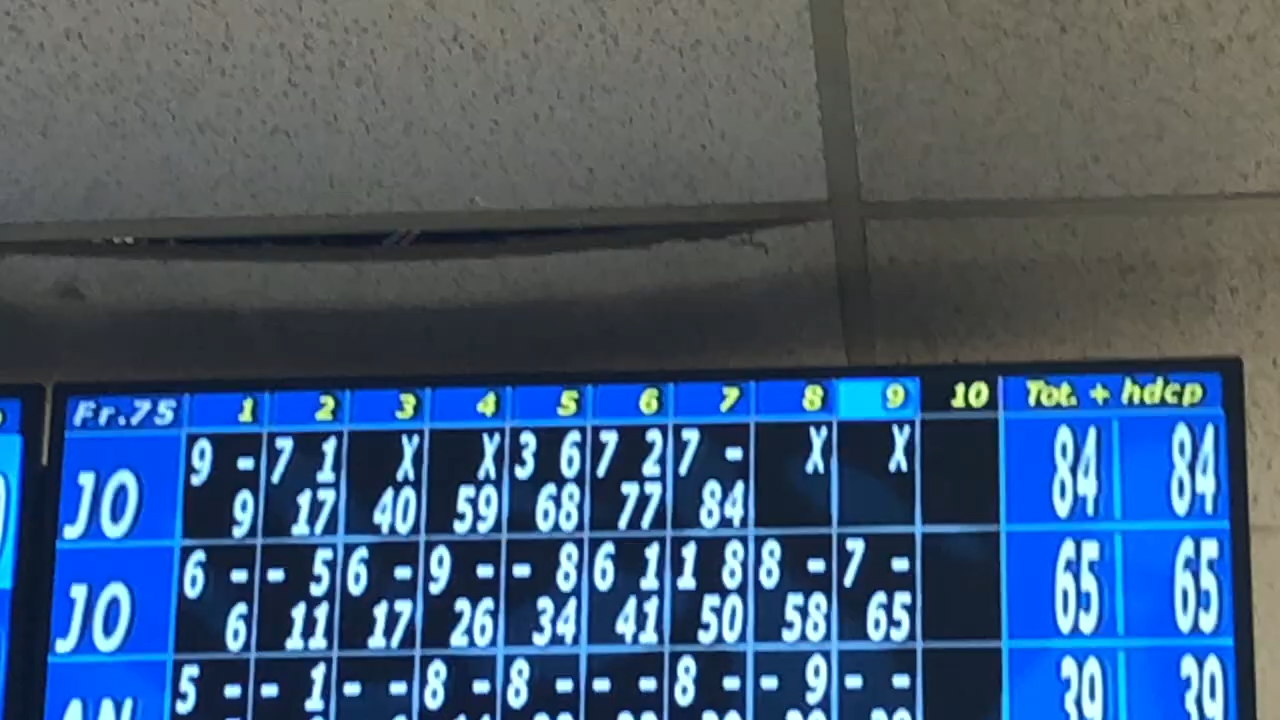 Fr.75 1 2 3 4 5 6 7 8 9 10 Tot. + hdcp
JO 9 - 7 1 X X 3 6 7 2 7 - X X 84 84
9 17 40 59 68 77 84
JO 6 - - 5 6 - 9 - - 8 6 1 1 8 8 - 7 - 65 65
6 11 17 26 34 41 50 58 65
5 - - 1 - - 8 - 8 - - - 8 - - 9 - - 39 39